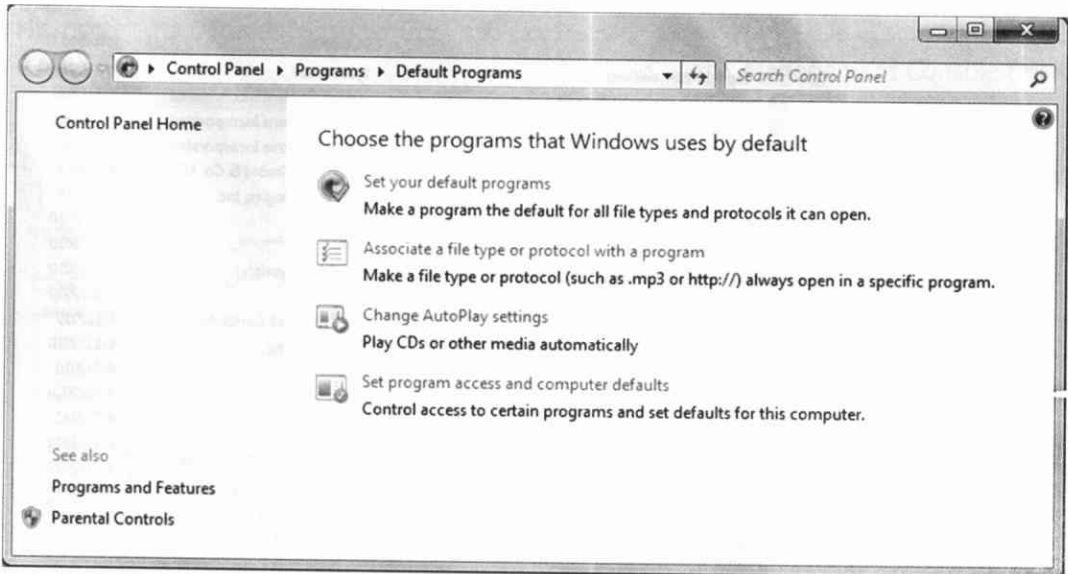 Control Panel ▸ Programs ▸ Default Programs
Search Control Panel
Control Panel Home
Choose the programs that Windows uses by default
Set your default programs
Make a program the default for all file types and protocols it can open.
Associate a file type or protocol with a program
Make a file type or protocol (such as .mp3 or http://) always open in a specific program.
Change AutoPlay settings
Play CDs or other media automatically
Set program access and computer defaults
Control access to certain programs and set defaults for this computer.
See also
Programs and Features
Parental Controls